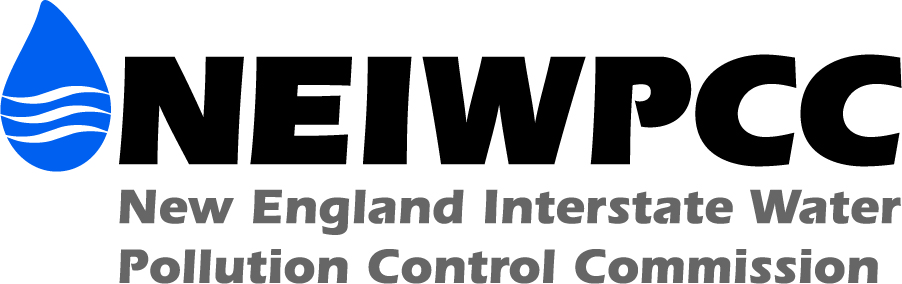 NEIWPCC
New England Interstate Water
Pollution Control Commission